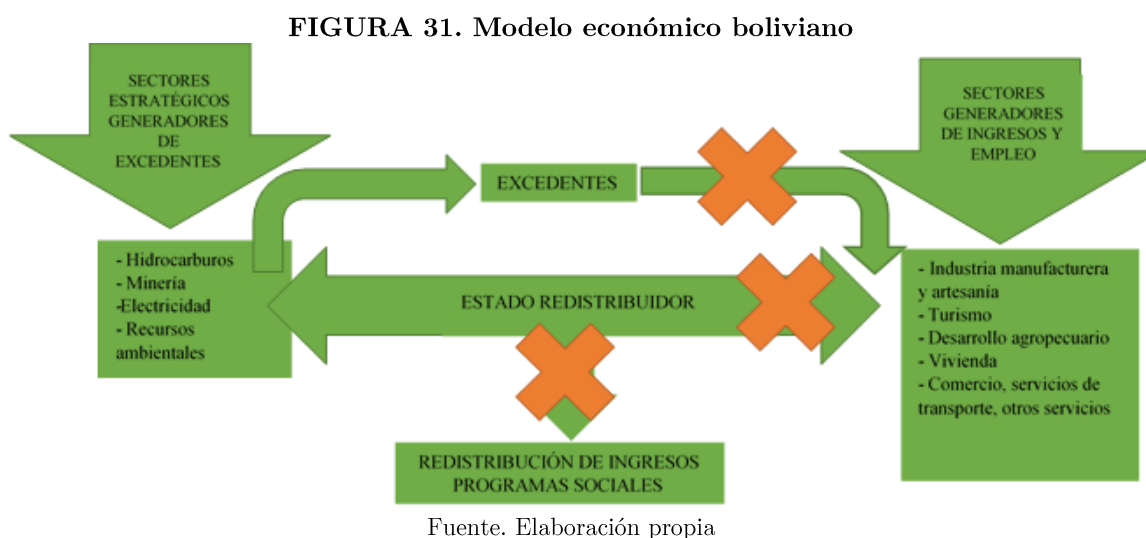 FIGURA 31. Modelo económico boliviano
SECTORES
ESTRATÉGICOS
GENERADORES
DE
EXCEDENTES
SECTORES
GENERADORES
DE INGRESOS Y
EMPLEO
EXCEDENTES
- Hidrocarburos
- Minería
-Electricidad
- Recursos
ambientales
ESTADO REDISTRIBUIDOR
- Industria manufacturera
y artesanía
- Turismo
- Desarrollo agropecuario
- Vivienda
- Comercio, servicios de
transporte, otros servicios
REDISTRIBUCIÓN DE INGRESOS
PROGRAMAS SOCIALES
Fuente. Elaboración propia